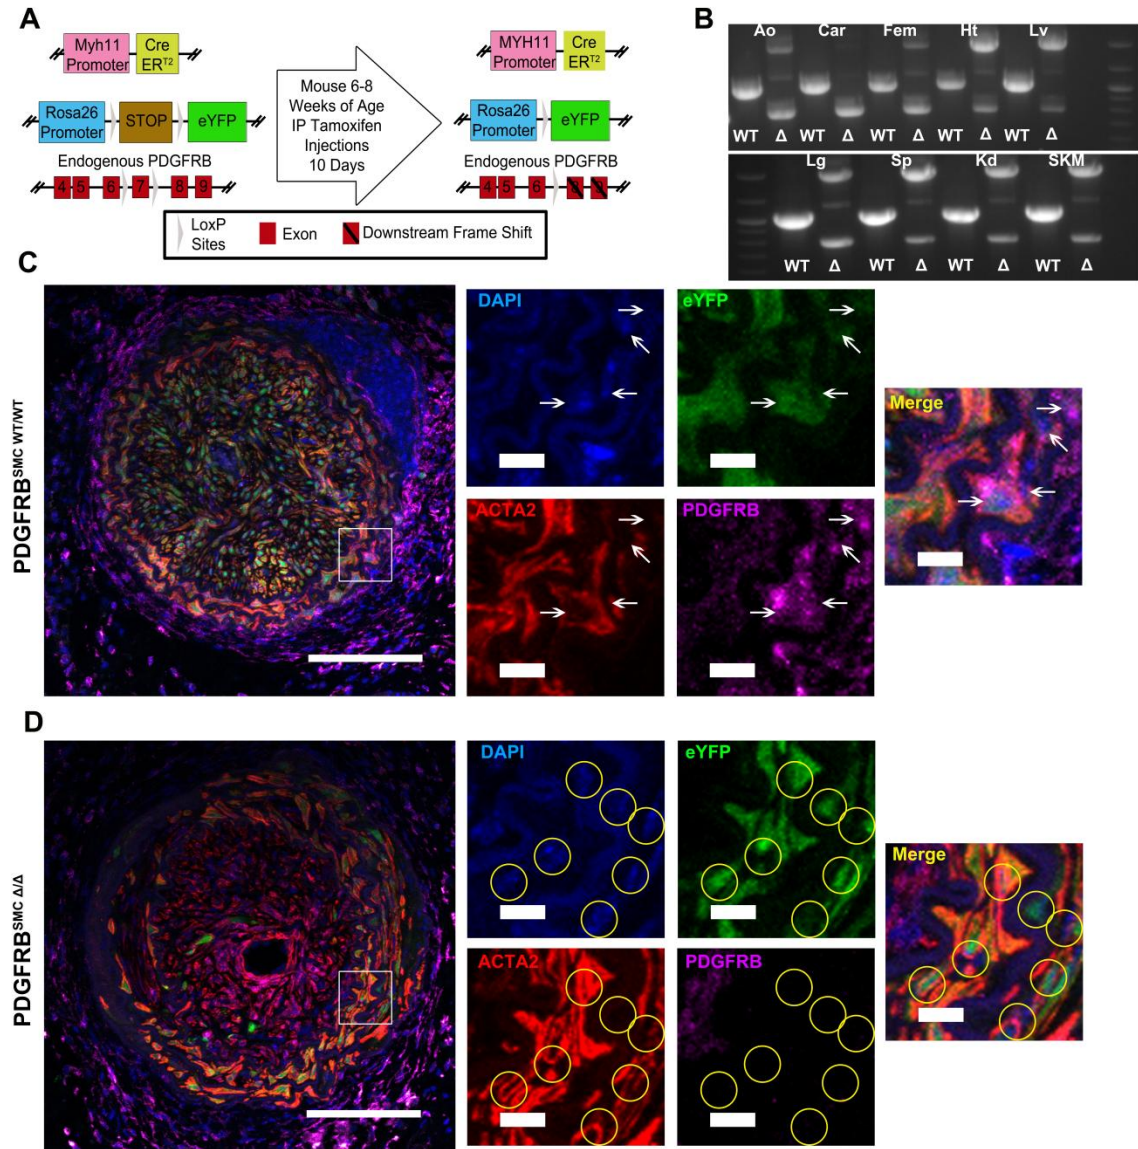 A
Myh11
Promoter
Cre
ER^T2
Rosa26
Promoter
STOP
eYFP
Endogenous PDGFRB
4 5 6 7 8 9
Mouse 6-8
Weeks of Age
IP Tamoxifen
Injections
10 Days
MYH11
Promoter
Cre
ER^T2
Rosa26
Promoter
eYFP
Endogenous PDGFRB
4 5 6 8 9
LoxP
Sites
Exon
Downstream Frame Shift
B
Ao Car Fem Ht Lv
WT Δ WT Δ WT Δ WT Δ WT Δ
Lg Sp Kd SKM
WT Δ WT Δ WT Δ WT Δ
C
PDGFRB^SMC WT/WT
DAPI
eYFP
ACTA2
PDGFRB
Merge
D
PDGFRB^SMC Δ/Δ
DAPI
eYFP
ACTA2
PDGFRB
Merge